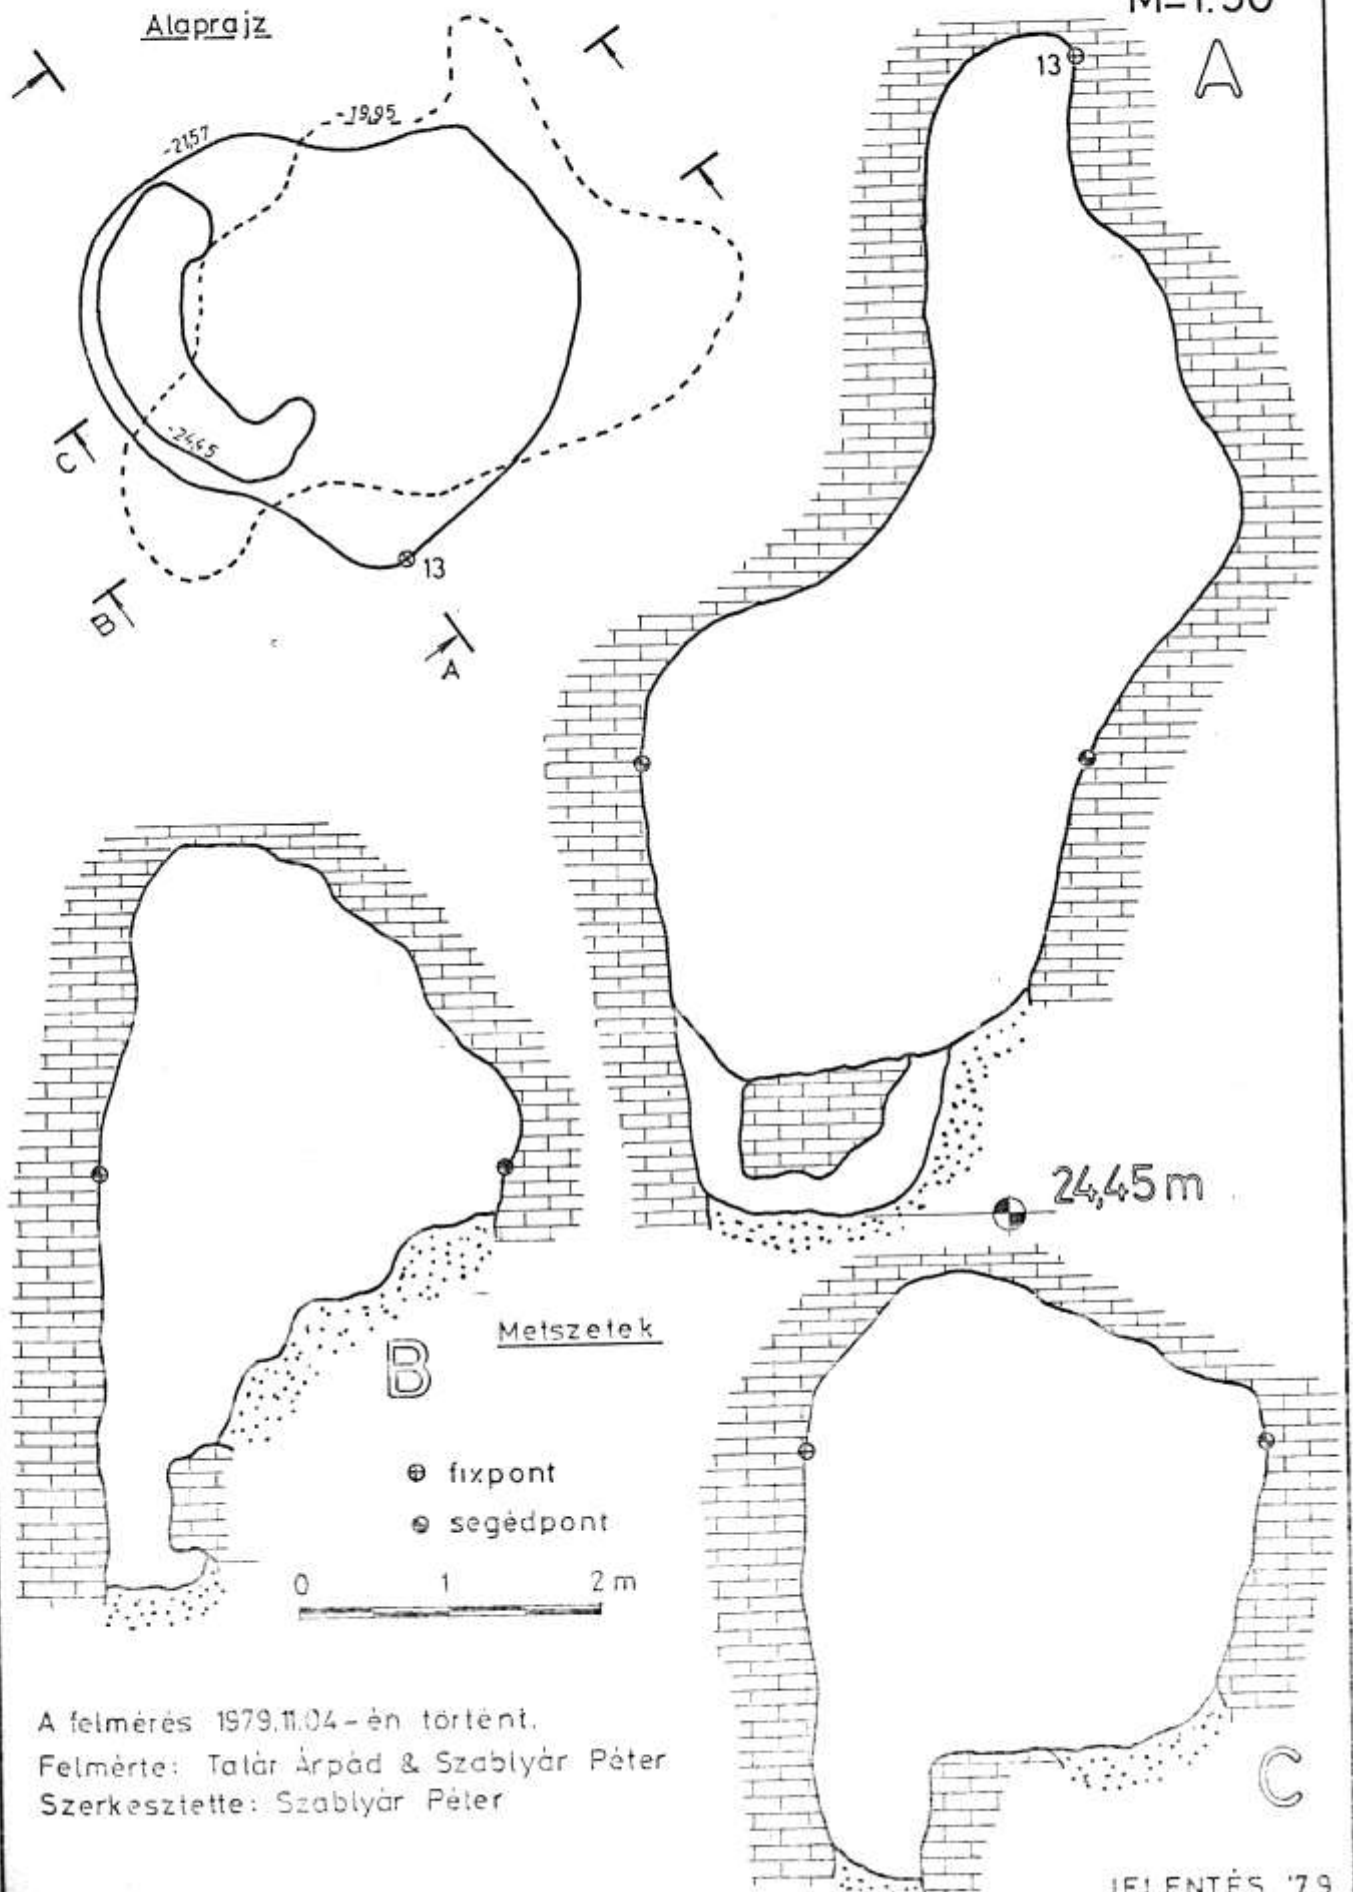 Alaprajz
M=1:50
A
13
-19,95
-21,57
-24,45
C
B
13
A
24,45 m
Metszetek
B
fixpont
segédpont
0 1 2 m
A felmérés 1979.11.04-én történt.
Felmérte: Talár Árpád & Szablyár Péter
Szerkesztette: Szablyár Péter
C
JELENTÉS '79